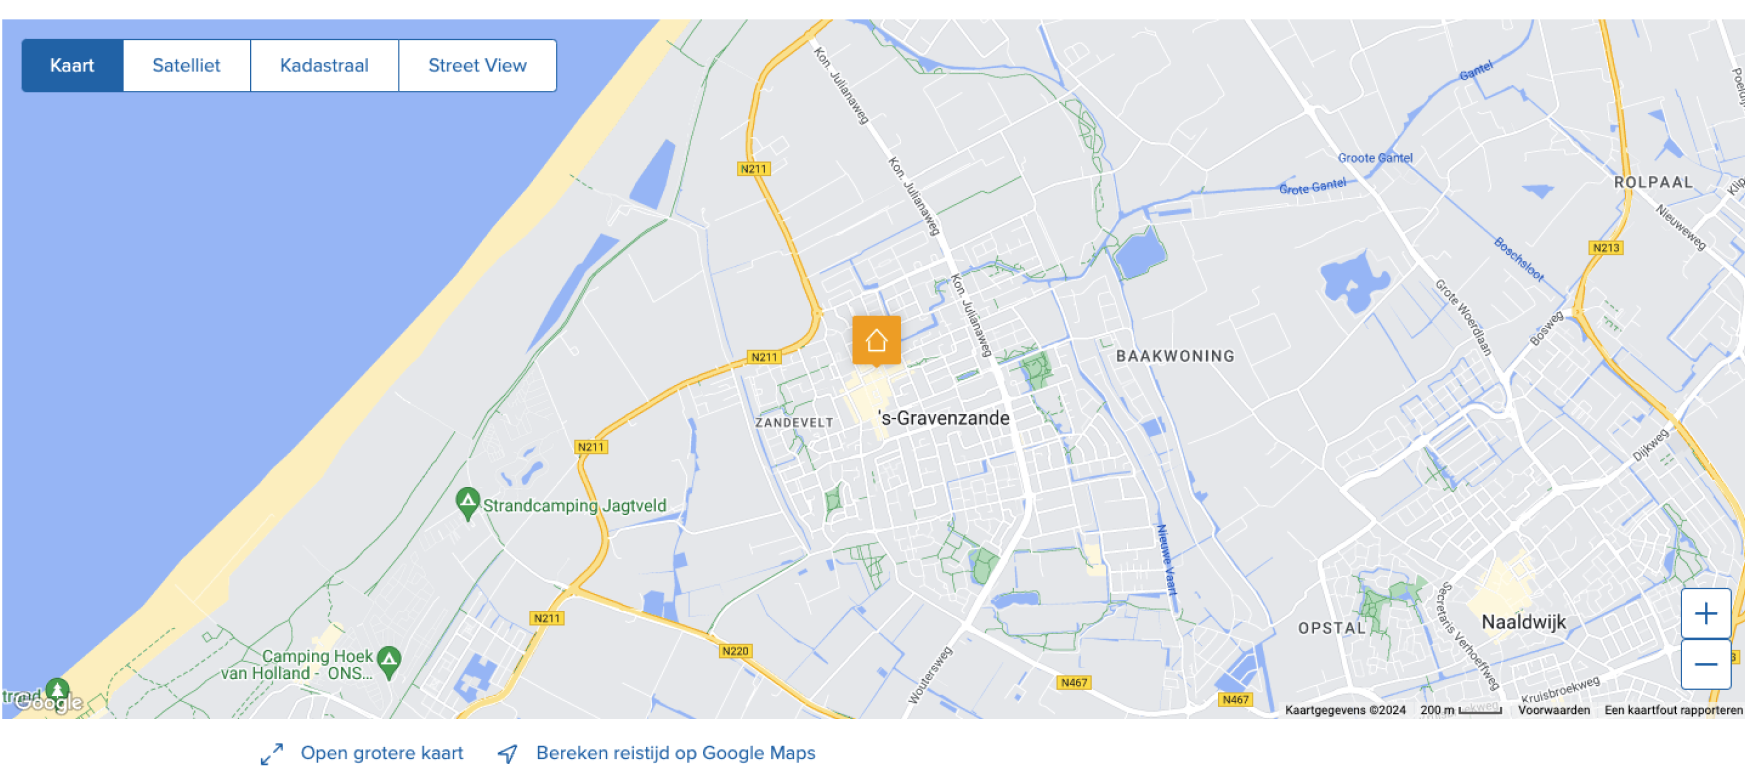 Kaart
Satelliet
Kadastraal
Street View
Kon. Julianaweg
Gantel
N211
Kon. Julianaweg
Groote Gantel
Grote Gantel
ROLPAAL
Nieuweweg
N213
Boschsloot
Kon. Julianaweg
Grote Woerdlaan
Bosweg
N211
BAAKWONING
's-Gravenzande
ZANDEVELT
N211
Dijkweg
Strandcamping Jagtveld
Nieuwe Vaart
N211
Secretaris Verhoeffweg
Naaldwijk
OPSTAL
N220
Camping Hoek
van Holland - ONS...
Woutersweg
N467
N467
Kruisbroekweg
Google
Kaartgegevens ©2024
200 m
Voorwaarden
Een kaartfout rapporteren
Open grotere kaart
Bereken reistijd op Google Maps